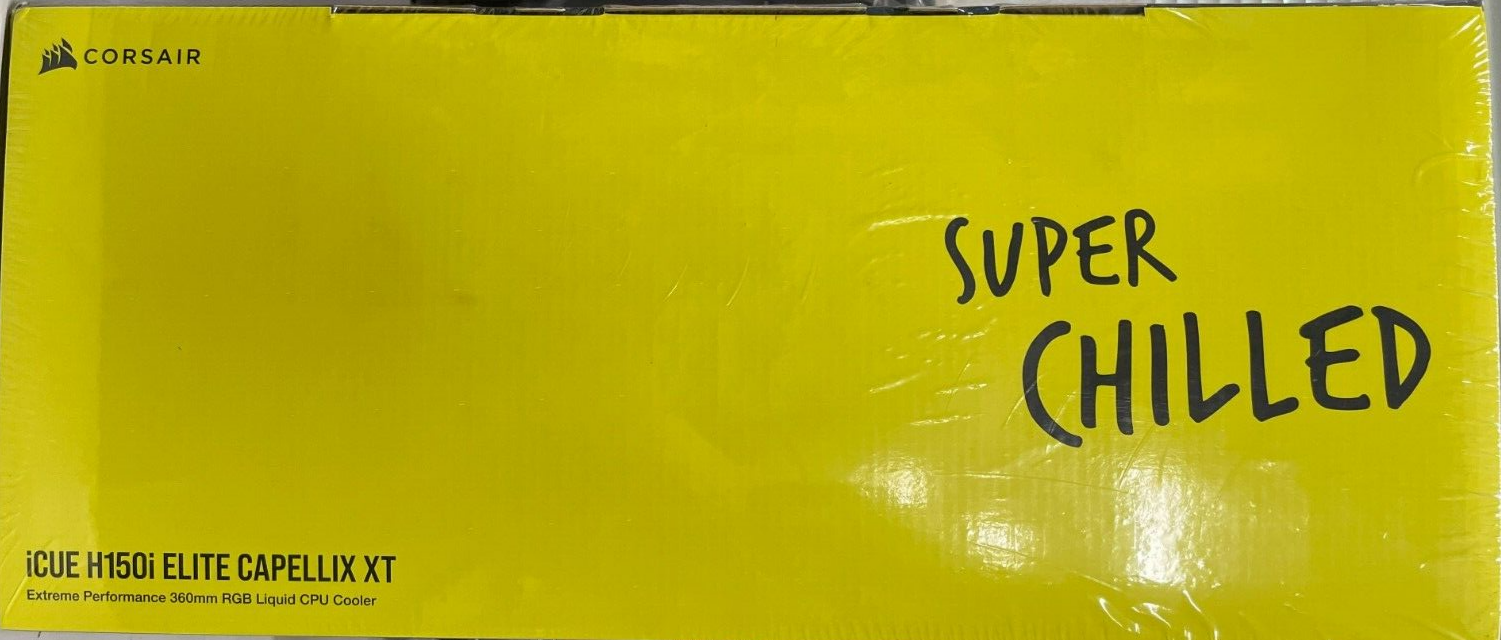 CORSAIR
SUPER
CHILLED
iCUE H150i ELITE CAPELLIX XT
Extreme Performance 360mm RGB Liquid CPU Cooler